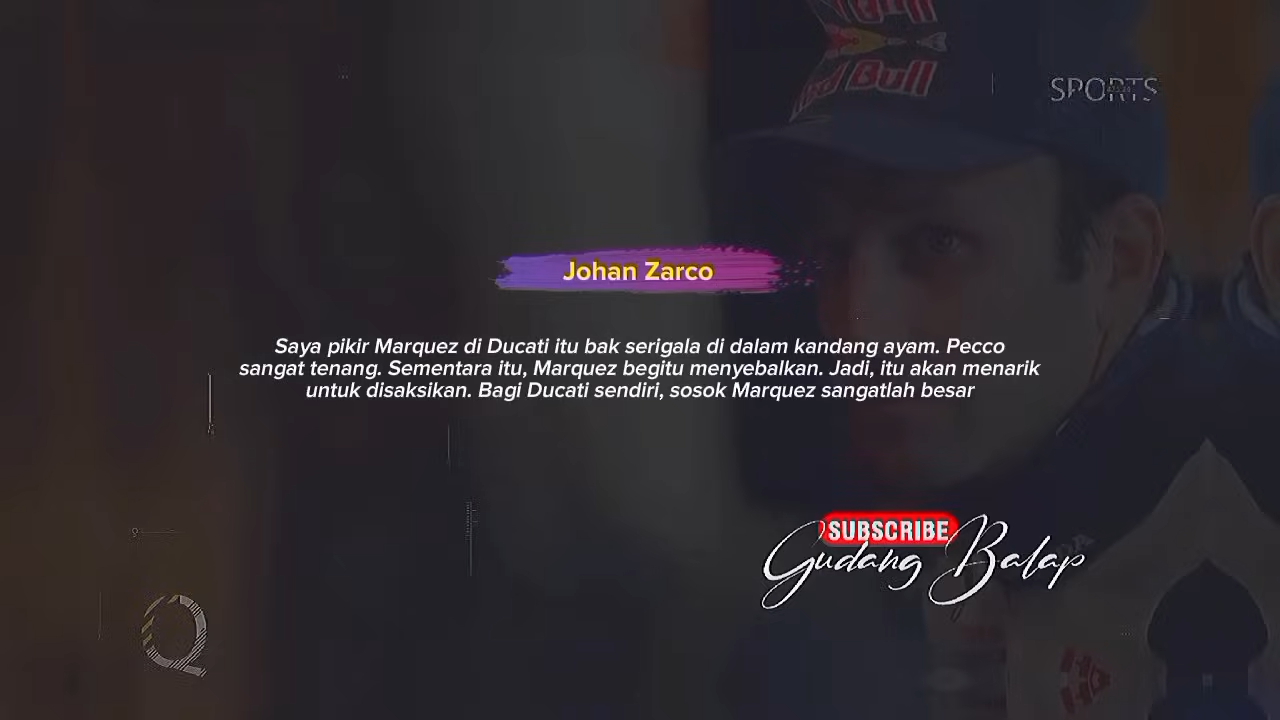 Red Bull
SPORTS
Johan Zarco
Saya pikir Marquez di Ducati itu bak serigala di dalam kandang ayam. Pecco
sangat tenang. Sementara itu, Marquez begitu menyebalkan. Jadi, itu akan menarik
untuk disaksikan. Bagi Ducati sendiri, sosok Marquez sangatlah besar
SUBSCRIBE
Gudang Balap
Q